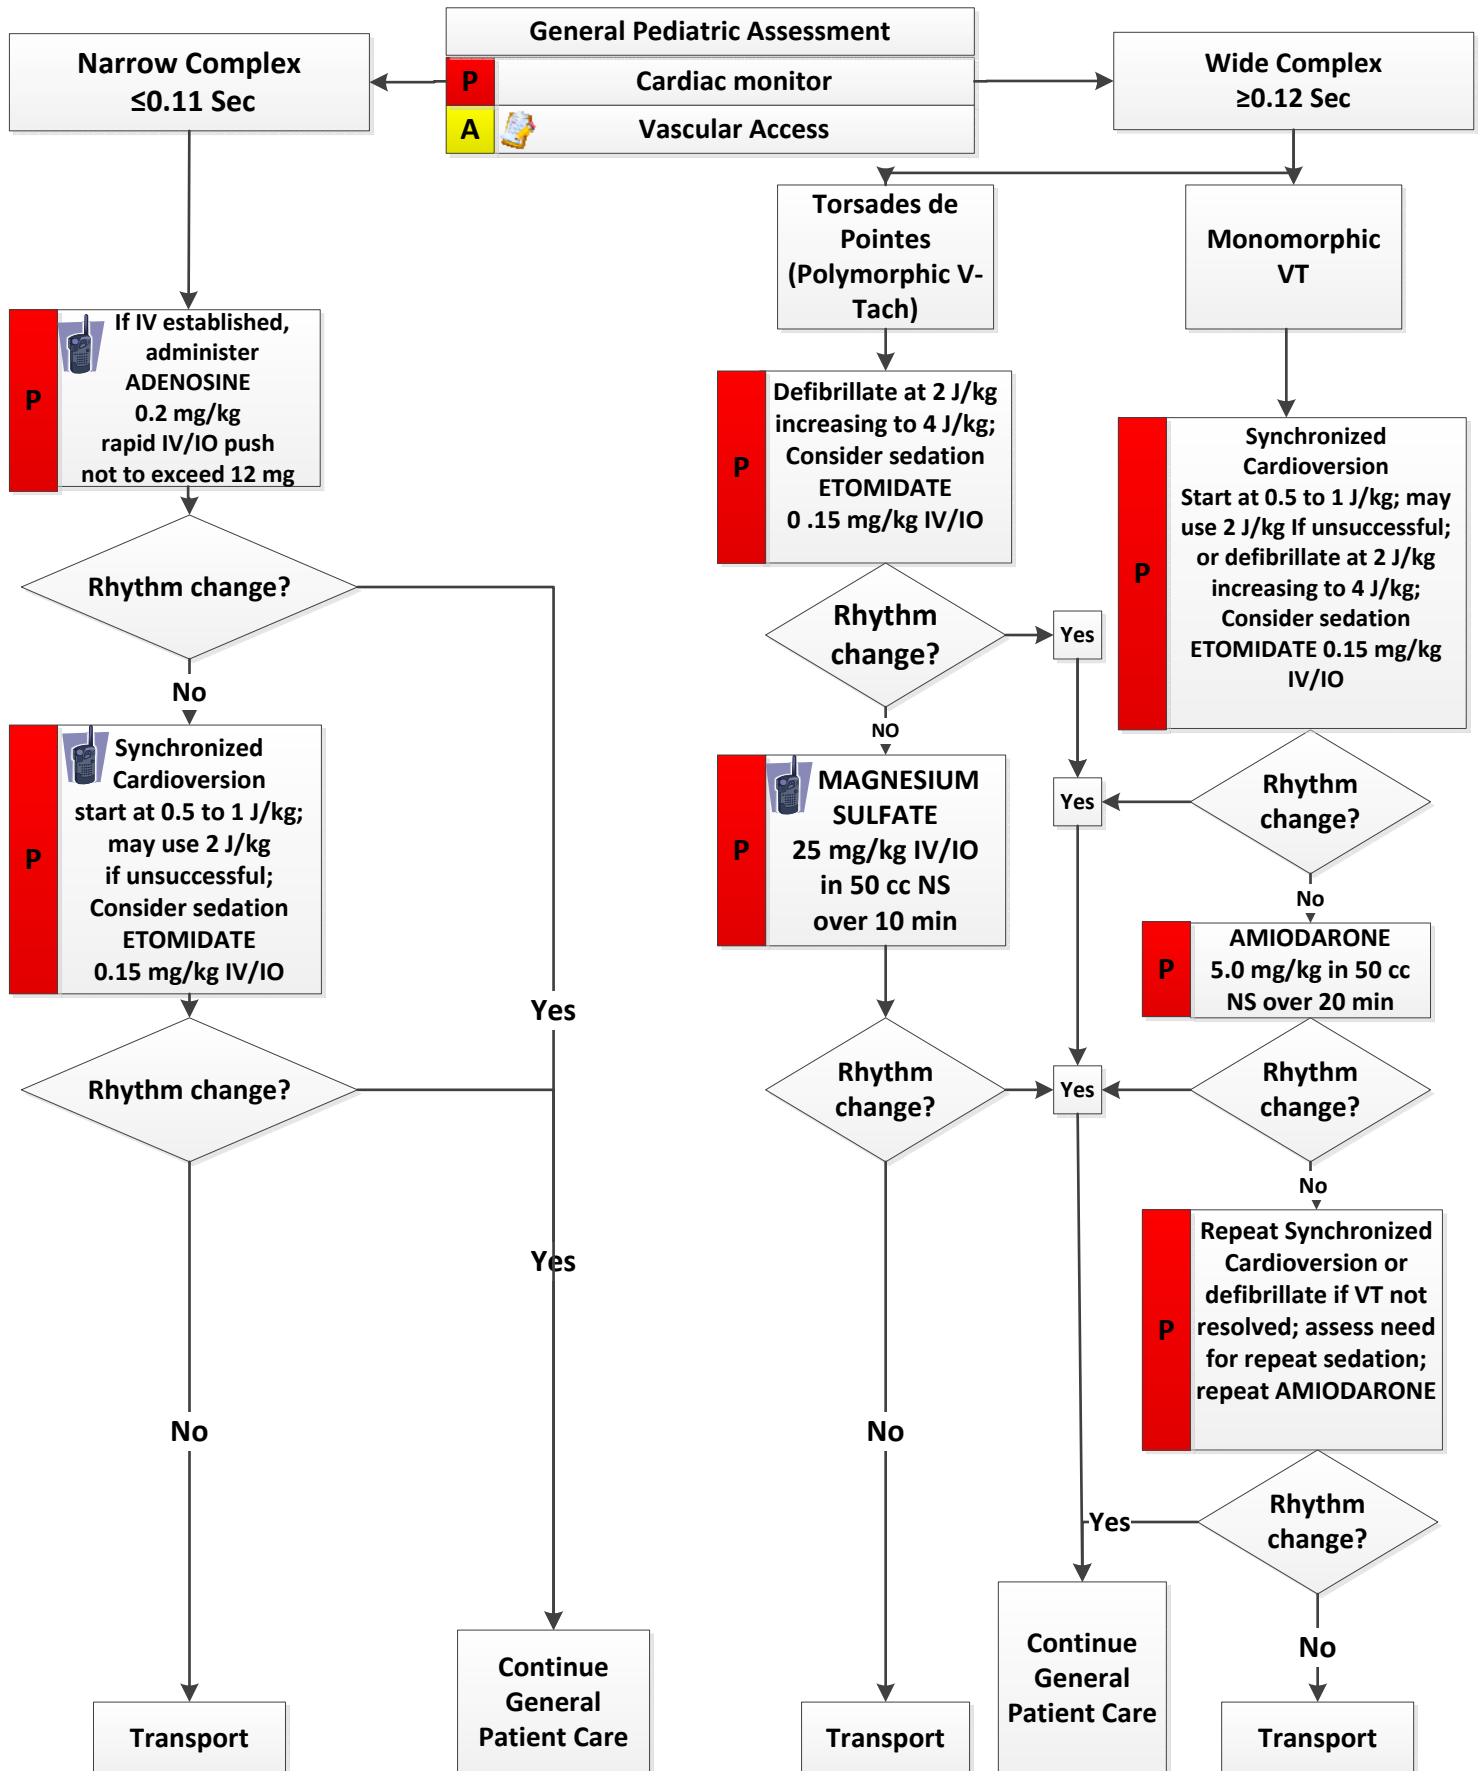 General Pediatric Assessment
P
Cardiac monitor
A
Vascular Access
Narrow Complex
≤0.11 Sec
Wide Complex
≥0.12 Sec
P
If IV established,
administer
ADENOSINE
0.2 mg/kg
rapid IV/IO push
not to exceed 12 mg
Rhythm change?
No
P
Synchronized
Cardioversion
start at 0.5 to 1 J/kg;
may use 2 J/kg
if unsuccessful;
Consider sedation
ETOMIDATE
0.15 mg/kg IV/IO
Rhythm change?
Yes
Yes
No
Transport
Continue
General
Patient Care
Torsades de
Pointes
(Polymorphic V-
Tach)
P
Defibrillate at 2 J/kg
increasing to 4 J/kg;
Consider sedation
ETOMIDATE
0 .15 mg/kg IV/IO
Rhythm
change?
Yes
NO
P
MAGNESIUM
SULFATE
25 mg/kg IV/IO
in 50 cc NS
over 10 min
Rhythm
change?
Yes
No
Transport
Monomorphic
VT
P
Synchronized
Cardioversion
Start at 0.5 to 1 J/kg; may
use 2 J/kg If unsuccessful;
or defibrillate at 2 J/kg
increasing to 4 J/kg;
Consider sedation
ETOMIDATE 0.15 mg/kg
IV/IO
Rhythm
change?
Yes
No
P
AMIODARONE
5.0 mg/kg in 50 cc
NS over 20 min
Rhythm
change?
No
P
Repeat Synchronized
Cardioversion or
defibrillate if VT not
resolved; assess need
for repeat sedation;
repeat AMIODARONE
Rhythm
change?
Yes
No
Continue
General
Patient Care
Transport